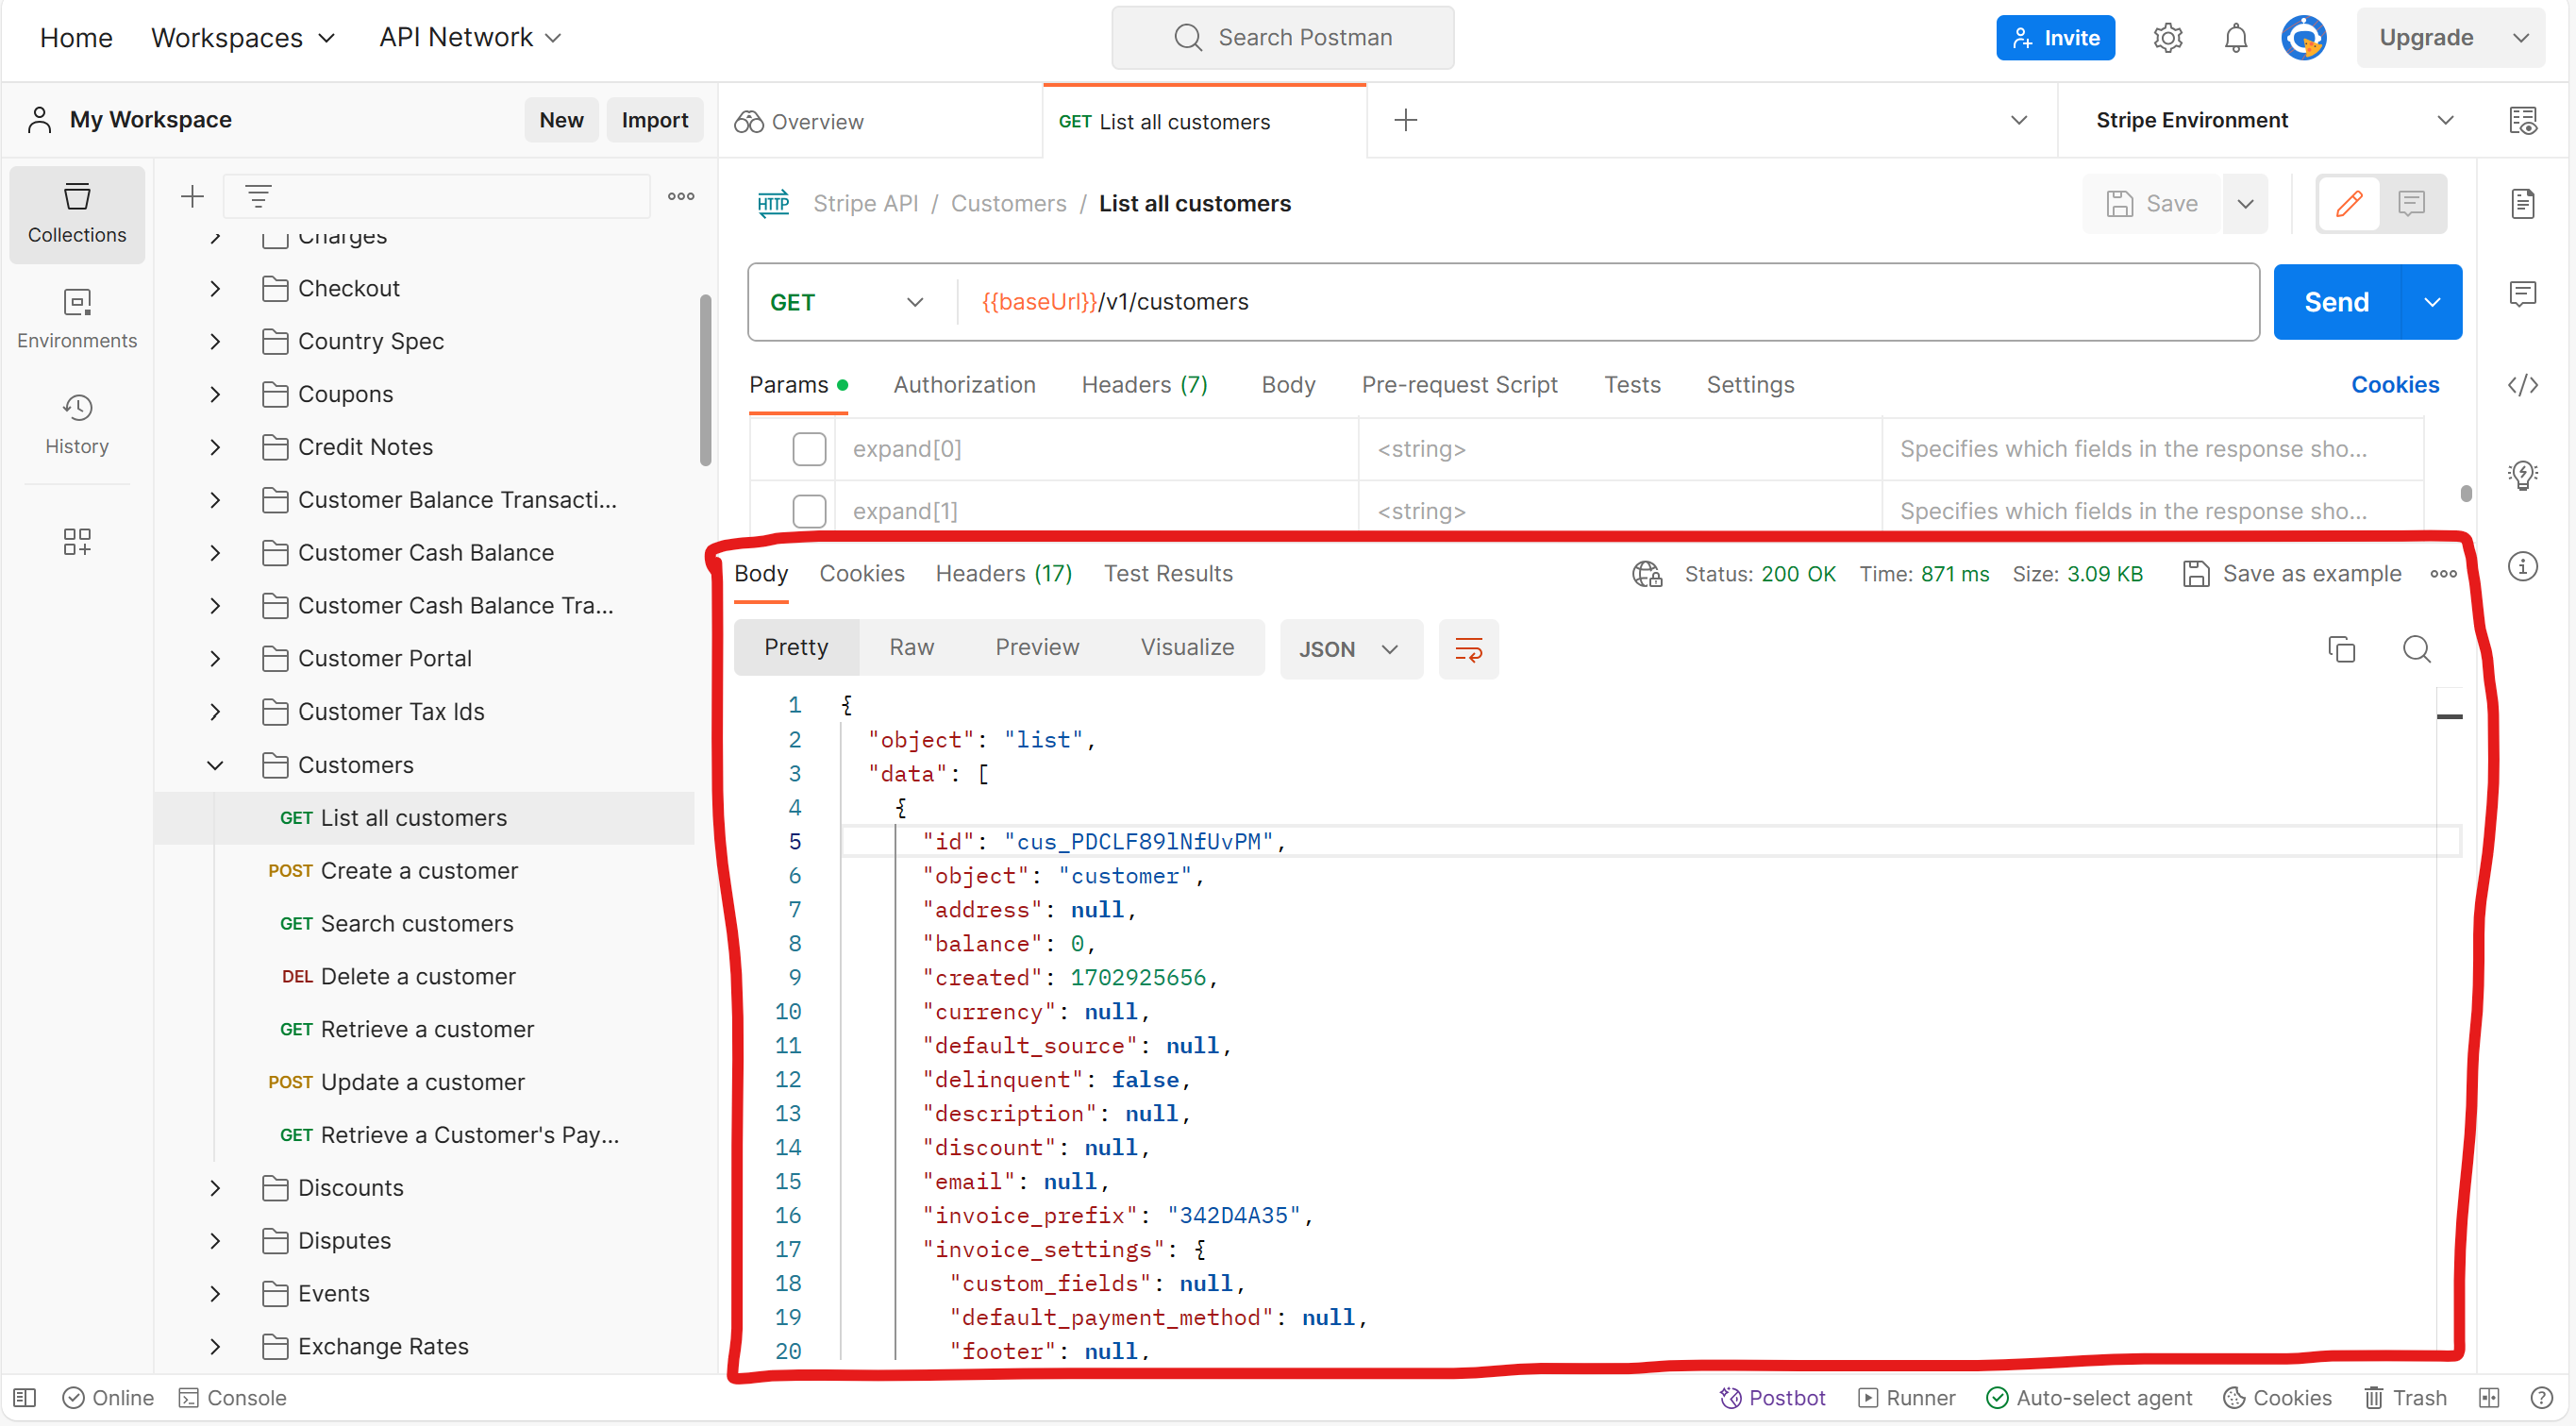 Home Workspaces API Network Search Postman Invite Upgrade
My Workspace New Import Overview GET List all customers Stripe Environment
Collections
Environments
History
Charges
Checkout
Country Spec
Coupons
Credit Notes
Customer Balance Transacti...
Customer Cash Balance
Customer Cash Balance Tra...
Customer Portal
Customer Tax Ids
Customers
GET List all customers
POST Create a customer
GET Search customers
DEL Delete a customer
GET Retrieve a customer
POST Update a customer
GET Retrieve a Customer's Pay...
Discounts
Disputes
Events
Exchange Rates
HTTP Stripe API / Customers / List all customers Save
GET {{baseUrl}}/v1/customers Send
Params Authorization Headers (7) Body Pre-request Script Tests Settings Cookies
expand[0] <string> Specifies which fields in the response sho...
expand[1] <string> Specifies which fields in the response sho...
Body Cookies Headers (17) Test Results Status: 200 OK Time: 871 ms Size: 3.09 KB Save as example
Pretty Raw Preview Visualize JSON
1 {
2 "object": "list",
3 "data": [
4 {
5 "id": "cus_PDCLF89lNfUvPM",
6 "object": "customer",
7 "address": null,
8 "balance": 0,
9 "created": 1702925656,
10 "currency": null,
11 "default_source": null,
12 "delinquent": false,
13 "description": null,
14 "discount": null,
15 "email": null,
16 "invoice_prefix": "342D4A35",
17 "invoice_settings": {
18 "custom_fields": null,
19 "default_payment_method": null,
20 "footer": null,
Online Console Postbot Runner Auto-select agent Cookies Trash